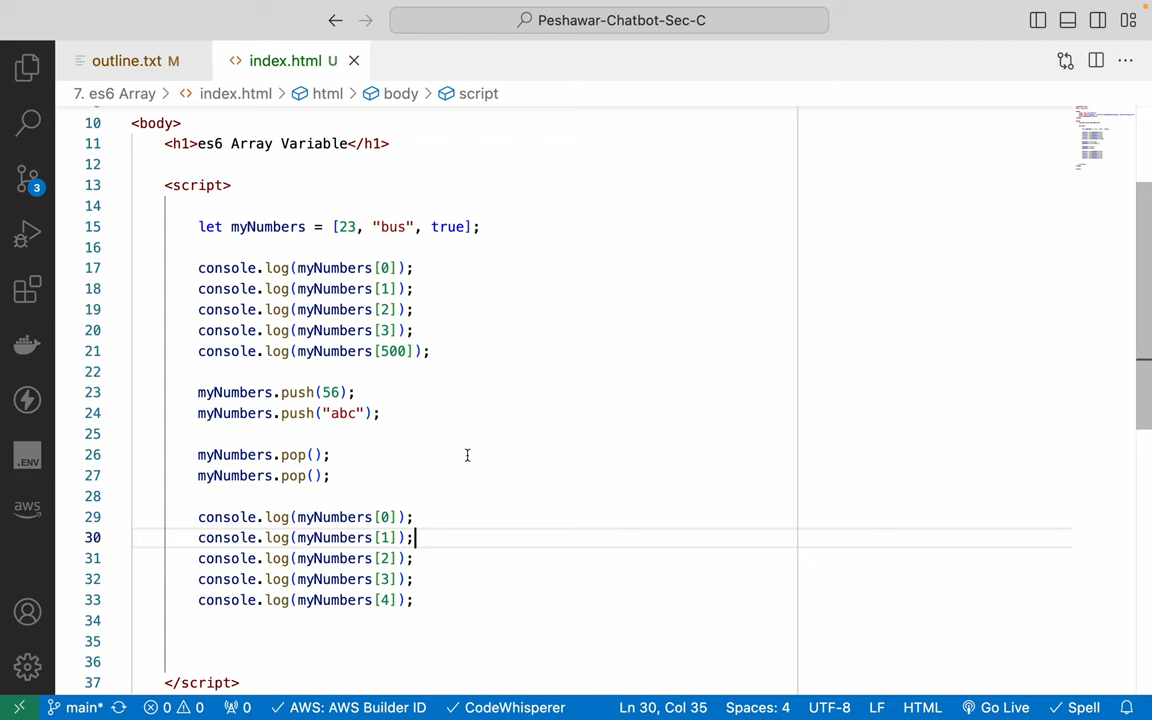 Peshawar-Chatbot-Sec-C
outline.txt M
index.html U
7. es6 Array > index.html > html > body > script
10 <body>
11 <h1>es6 Array Variable</h1>
12
13 <script>
14
15 let myNumbers = [23, "bus", true];
16
17 console.log(myNumbers[0]);
18 console.log(myNumbers[1]);
19 console.log(myNumbers[2]);
20 console.log(myNumbers[3]);
21 console.log(myNumbers[500]);
22
23 myNumbers.push(56);
24 myNumbers.push("abc");
25
26 myNumbers.pop();
27 myNumbers.pop();
28
29 console.log(myNumbers[0]);
30 console.log(myNumbers[1]);
31 console.log(myNumbers[2]);
32 console.log(myNumbers[3]);
33 console.log(myNumbers[4]);
34
35
36
37 </script>
3
.ENV
aws
main* 0 0 0 AWS: AWS Builder ID CodeWhisperer Ln 30, Col 35 Spaces: 4 UTF-8 LF HTML Go Live Spell